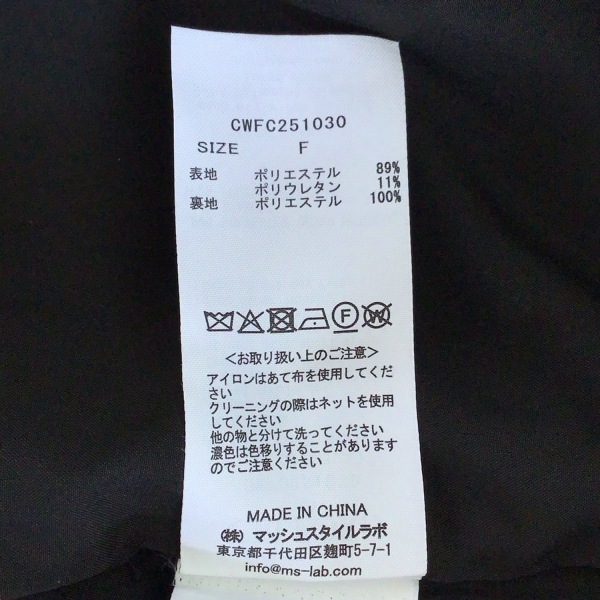 CWFC251030
SIZE F
表地 ポリエステル 89%
ポリウレタン 11%
裏地 ポリエステル 100%
<お取り扱い上のご注意>
アイロンはあて布を使用してくだ
さい
クリーニングの際はネットを使用
してください
他の物と分けて洗ってください
濃色は色移りすることがあります
のでご注意ください
MADE IN CHINA
(株) マッシュスタイルラボ
東京都千代田区麹町5-7-1
info@ms-lab.com